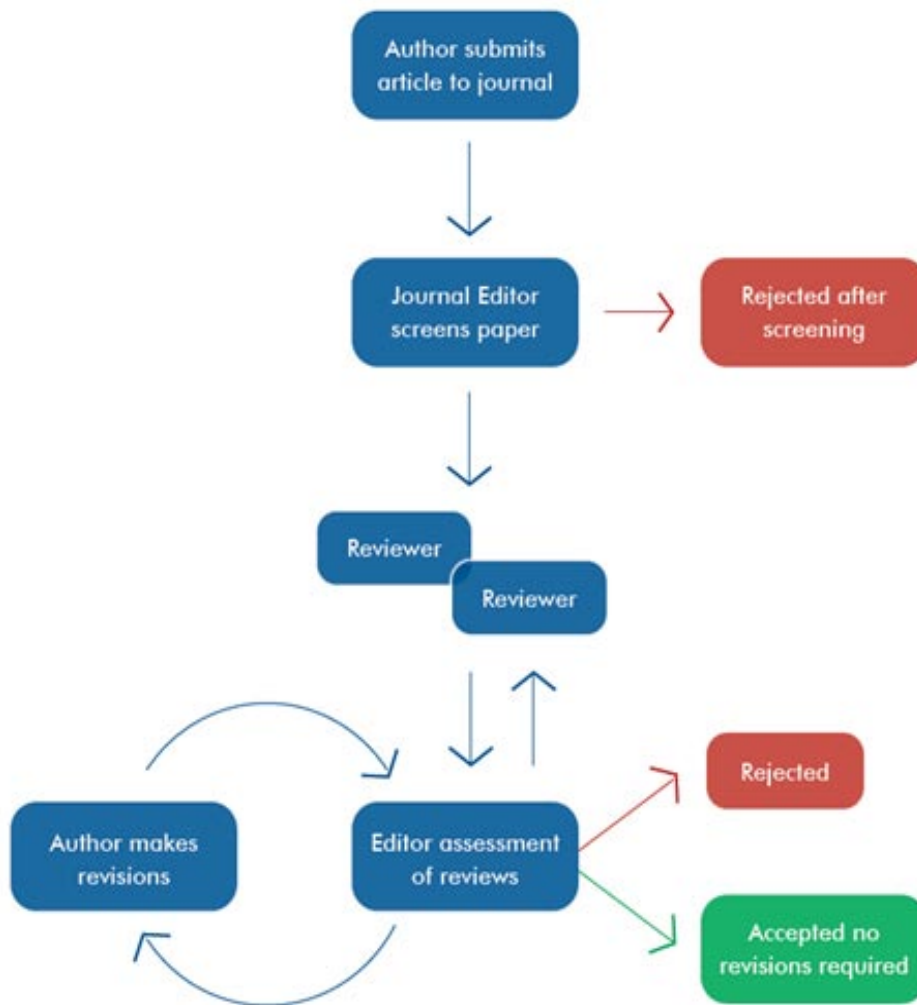 Author submits
article to journal
Journal Editor
screens paper
Rejected after
screening
Reviewer
Reviewer
Rejected
Author makes
revisions
Editor assessment
of reviews
Accepted no
revisions required